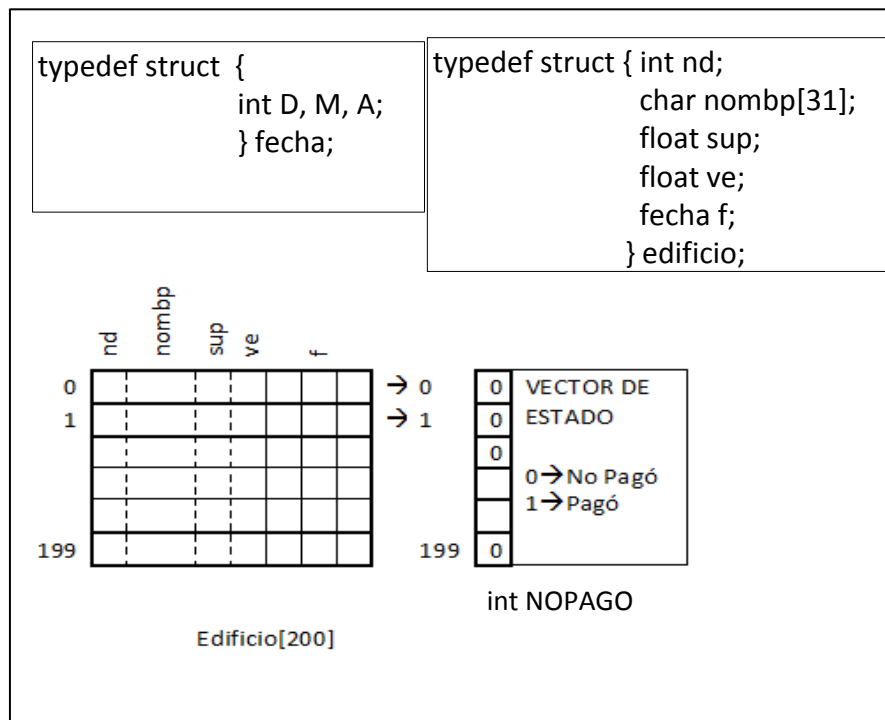 typedef struct {
int D, M, A;
} fecha;
typedef struct { int nd;
char nombp[31];
float sup;
float ve;
fecha f;
} edificio;
nd nombp sup ve f
0 → 0 0 VECTOR DE
1 → 1 0 ESTADO
0
0→No Pagó
1→Pagó
199 199 0
int NOPAGO
Edificio[200]